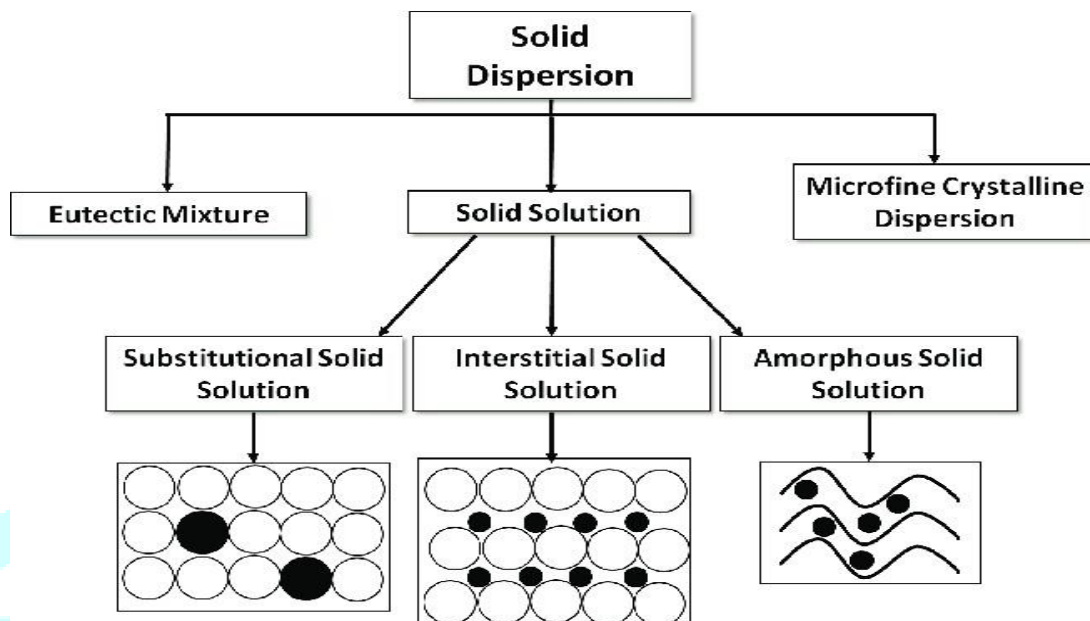 Solid
Dispersion
Eutectic Mixture
Solid Solution
Microfine Crystalline
Dispersion
Substitutional Solid
Solution
Interstitial Solid
Solution
Amorphous Solid
Solution